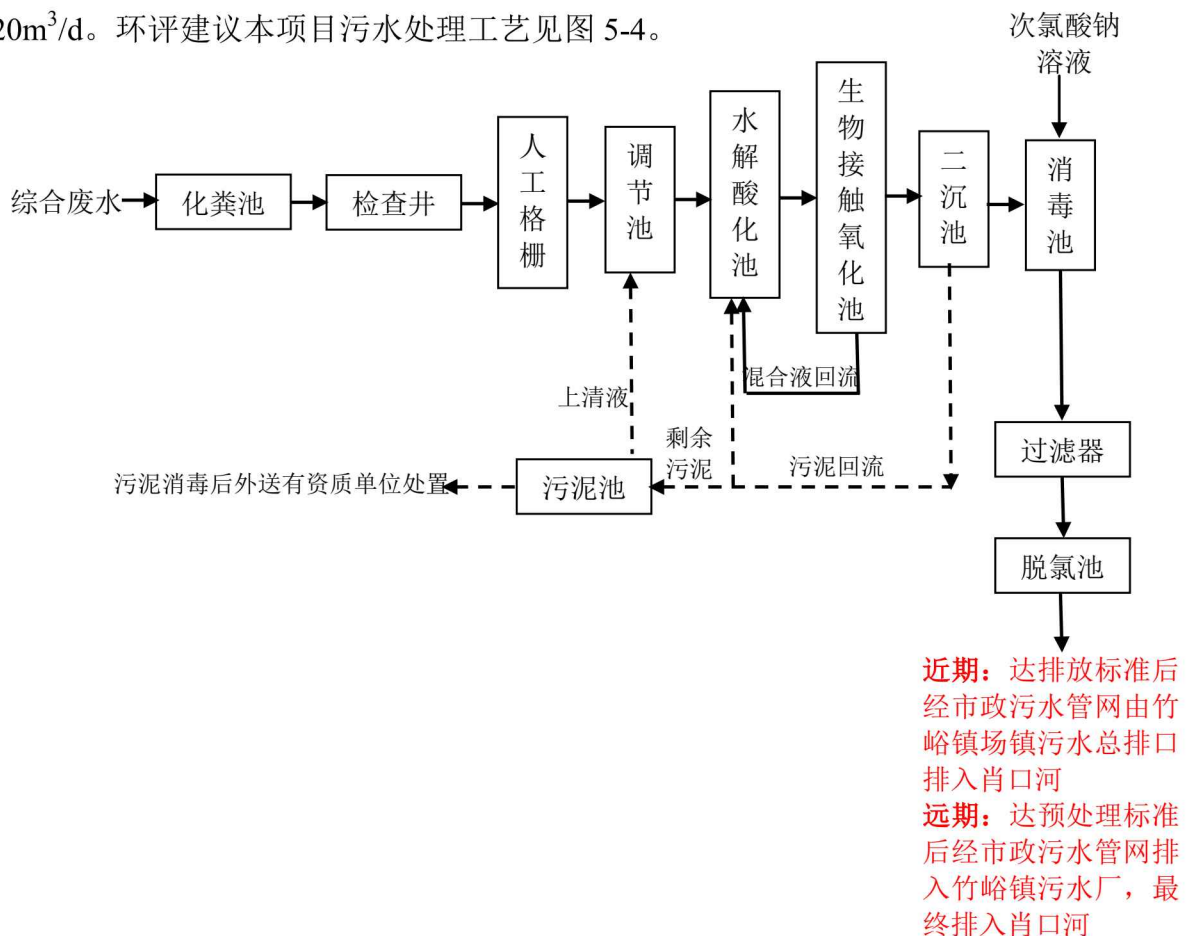 20m³/d。环评建议本项目污水处理工艺见图 5-4。
次氯酸钠
溶液
综合废水
化粪池
检查井
人工格栅
调节池
水解酸化池
生物接触氧化池
二沉池
消毒池
混合液回流
上清液
剩余
污泥
污泥回流
污泥消毒后外送有资质单位处置
污泥池
过滤器
脱氯池
近期：达排放标准后
经市政污水管网由竹
峪镇场镇污水总排口
排入肖口河
远期：达预处理标准
后经市政污水管网排
入竹峪镇污水厂，最
终排入肖口河